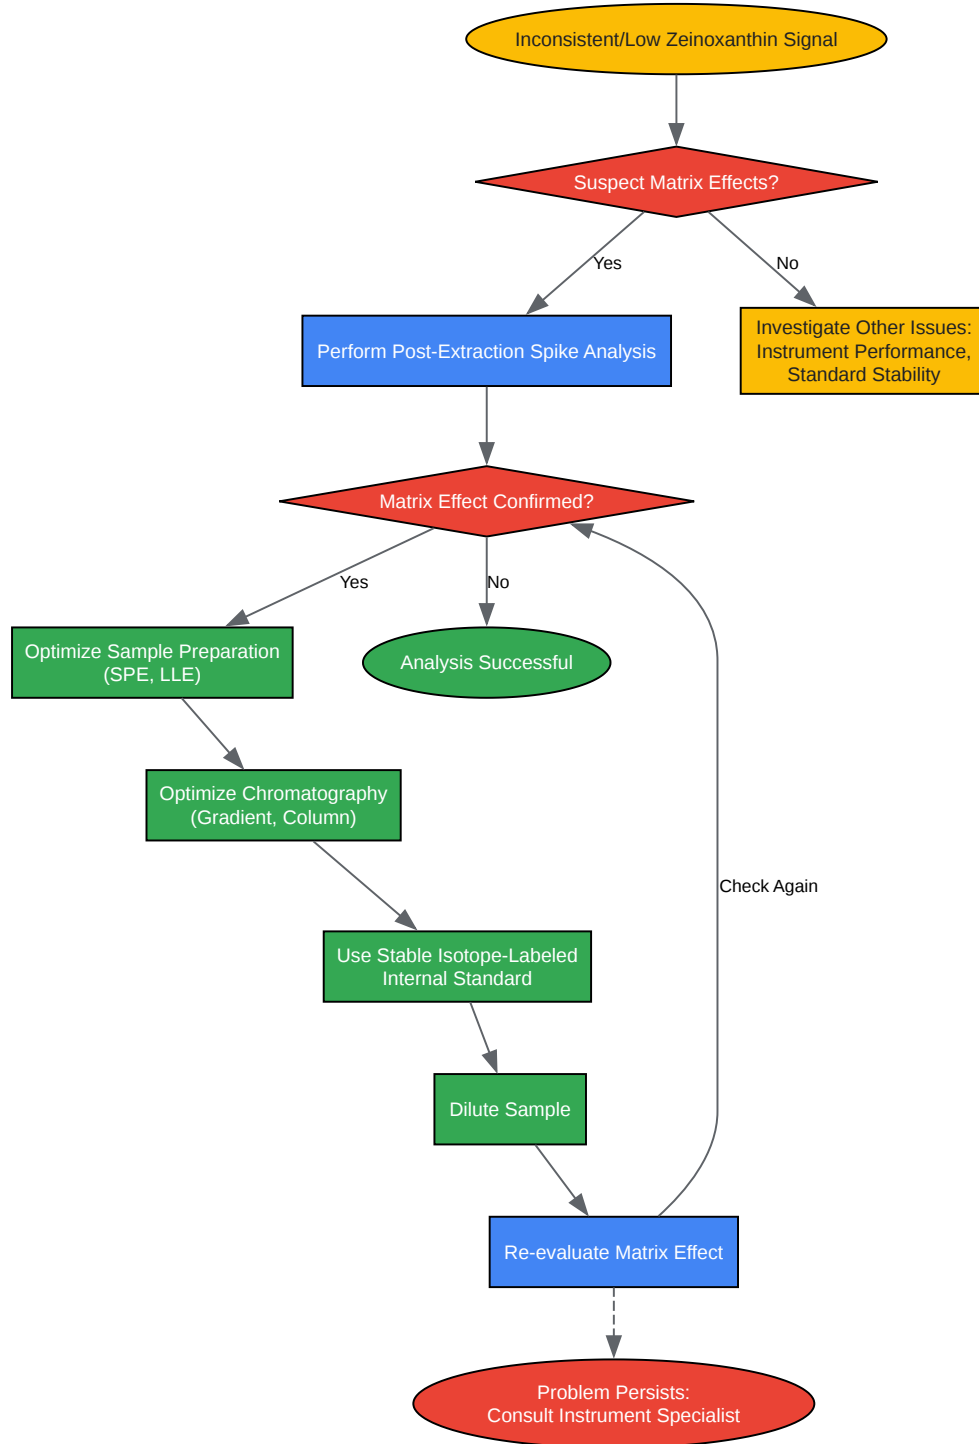 Inconsistent/Low Zeinoxanthin Signal
Suspect Matrix Effects?
Yes
No
Perform Post-Extraction Spike Analysis
Investigate Other Issues:
Instrument Performance,
Standard Stability
Matrix Effect Confirmed?
Yes
No
Optimize Sample Preparation
(SPE, LLE)
Analysis Successful
Optimize Chromatography
(Gradient, Column)
Check Again
Use Stable Isotope-Labeled
Internal Standard
Dilute Sample
Re-evaluate Matrix Effect
Problem Persists:
Consult Instrument Specialist